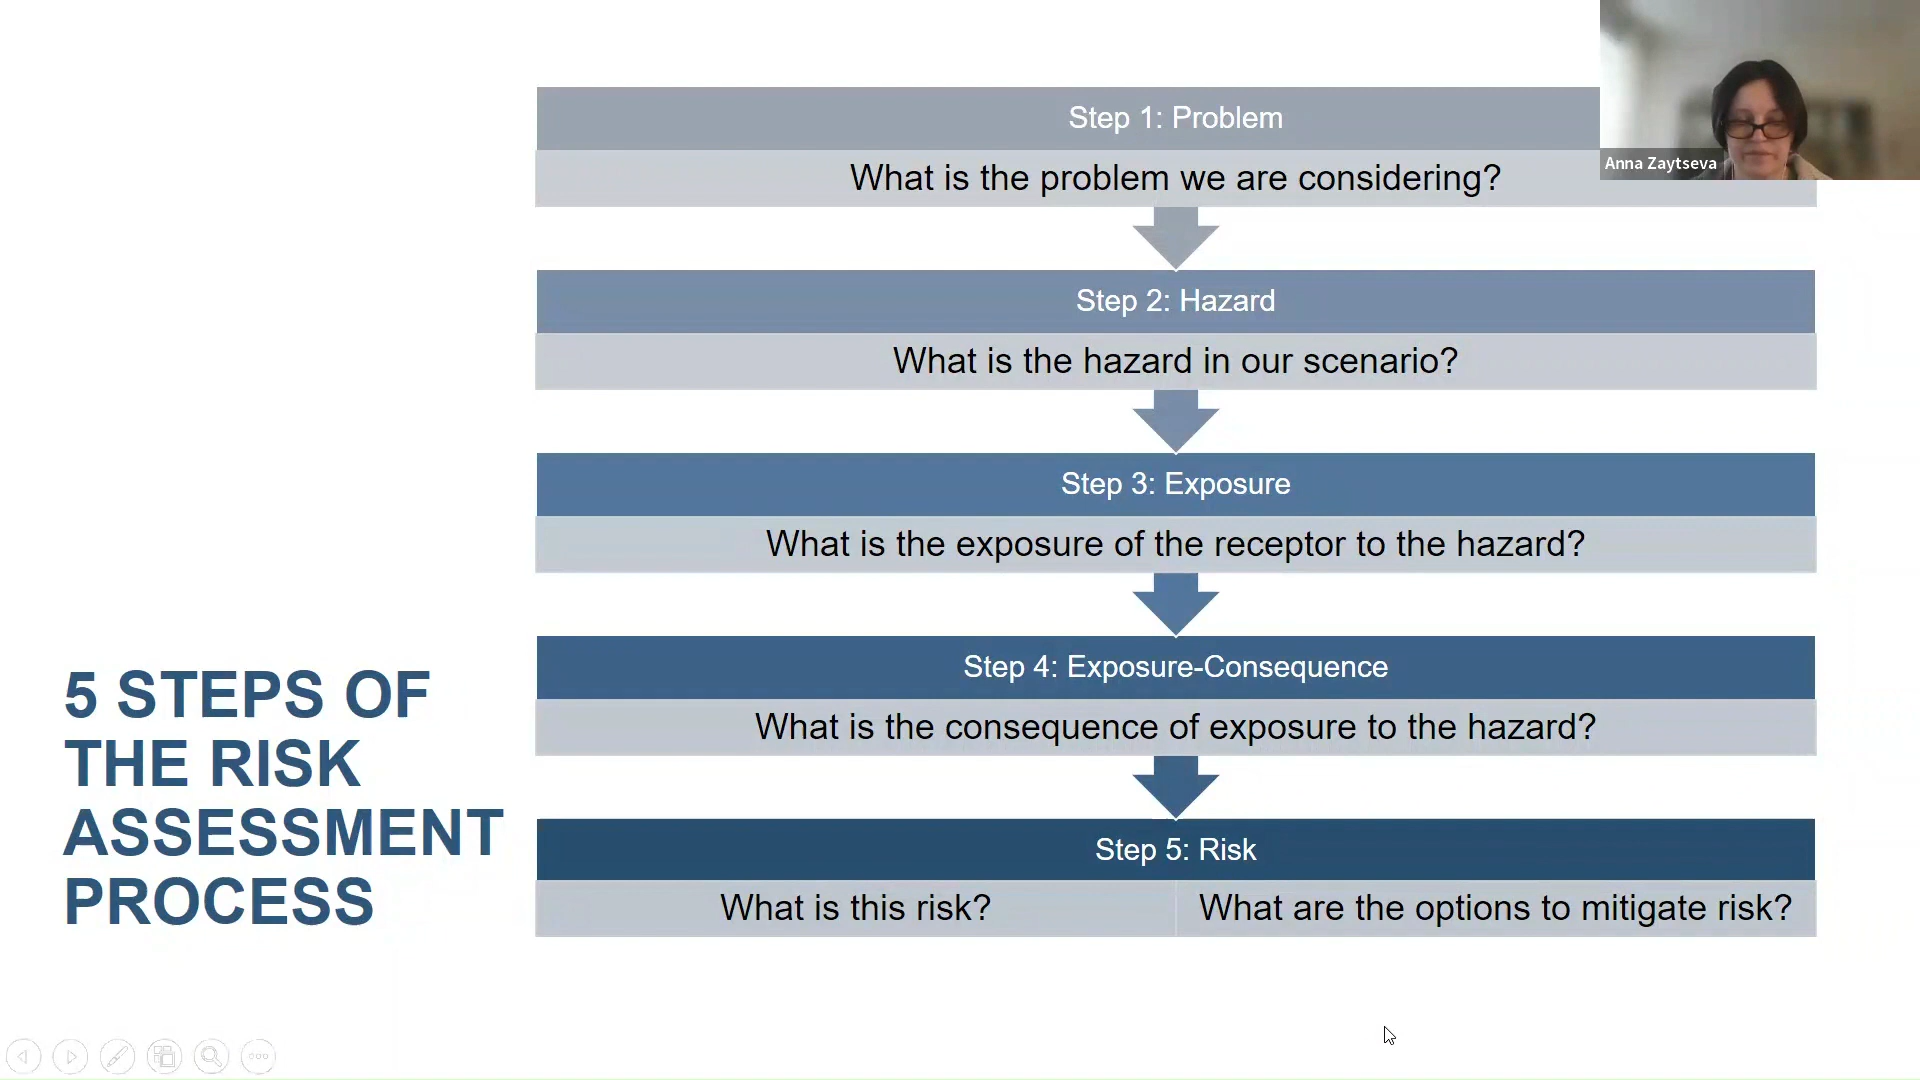 Step 1: Problem
What is the problem we are considering?
Anna Zaytseva
Step 2: Hazard
What is the hazard in our scenario?
Step 3: Exposure
What is the exposure of the receptor to the hazard?
Step 4: Exposure-Consequence
What is the consequence of exposure to the hazard?
Step 5: Risk
What is this risk?
What are the options to mitigate risk?
5 STEPS OF
THE RISK
ASSESSMENT
PROCESS